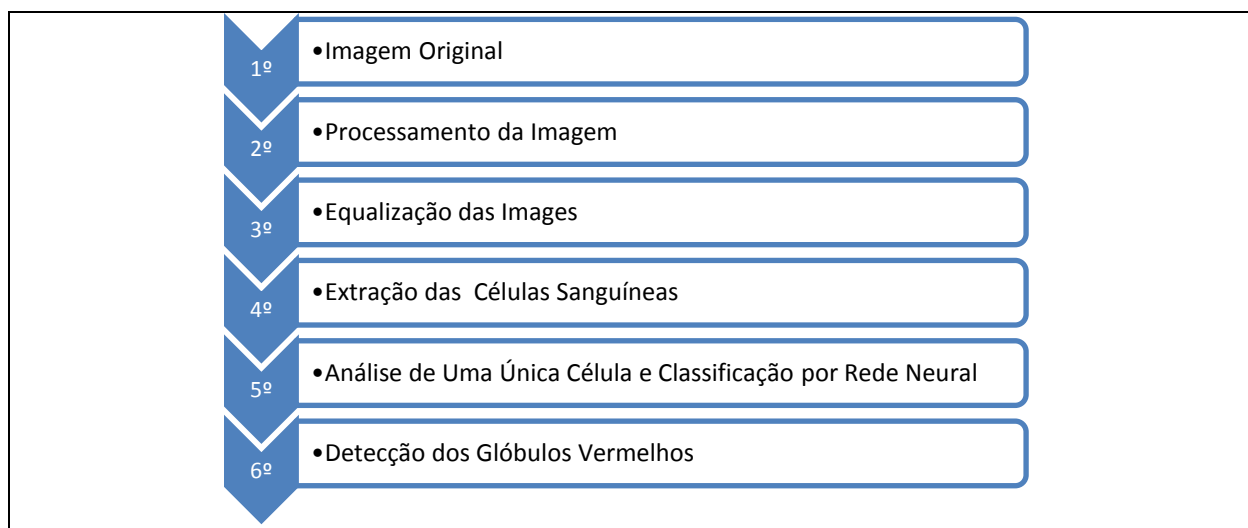 1º
•Imagem Original
2º
•Processamento da Imagem
3º
•Equalização das Images
4º
•Extração das  Células Sanguíneas
5º
•Análise de Uma Única Célula e Classificação por Rede Neural
6º
•Detecção dos Glóbulos Vermelhos